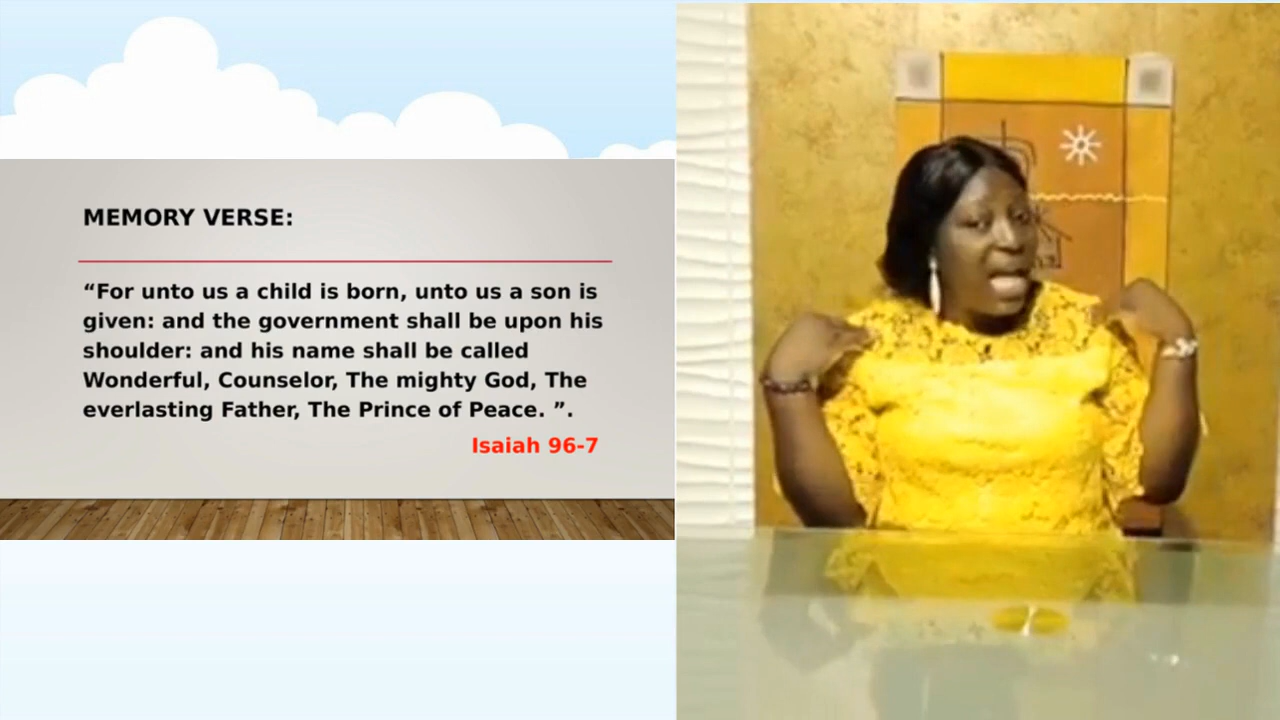 MEMORY VERSE:
“For unto us a child is born, unto us a son is
given: and the government shall be upon his
shoulder: and his name shall be called
Wonderful, Counselor, The mighty God, The
everlasting Father, The Prince of Peace. ”.
Isaiah 96-7